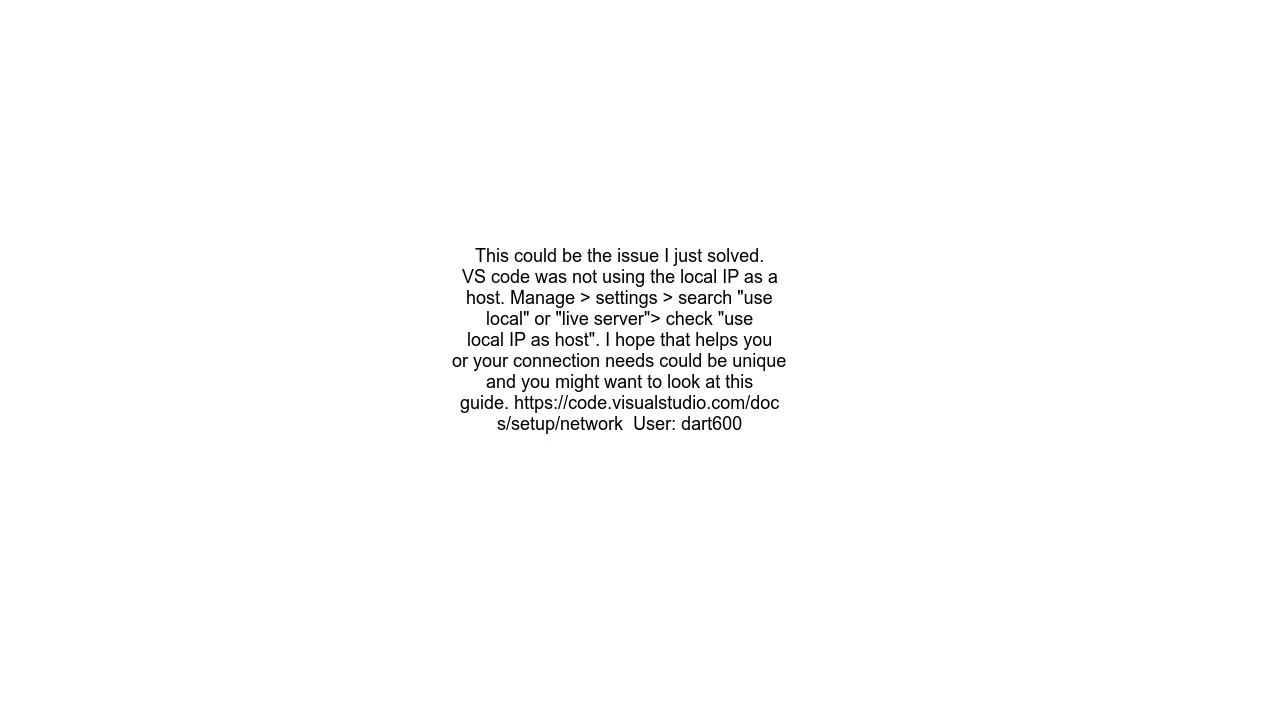 This could be the issue I just solved.
VS code was not using the local IP as a
host. Manage > settings > search "use
local" or "live server"> check "use
local IP as host". I hope that helps you
or your connection needs could be unique
and you might want to look at this
guide. https://code.visualstudio.com/doc
s/setup/network  User: dart600